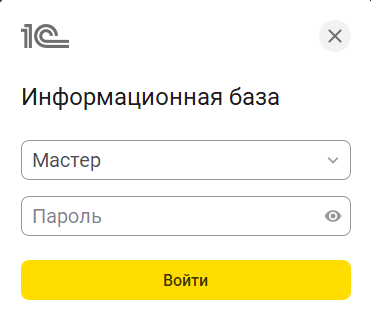 1С
Информационная база
Мастер
Пароль
Войти